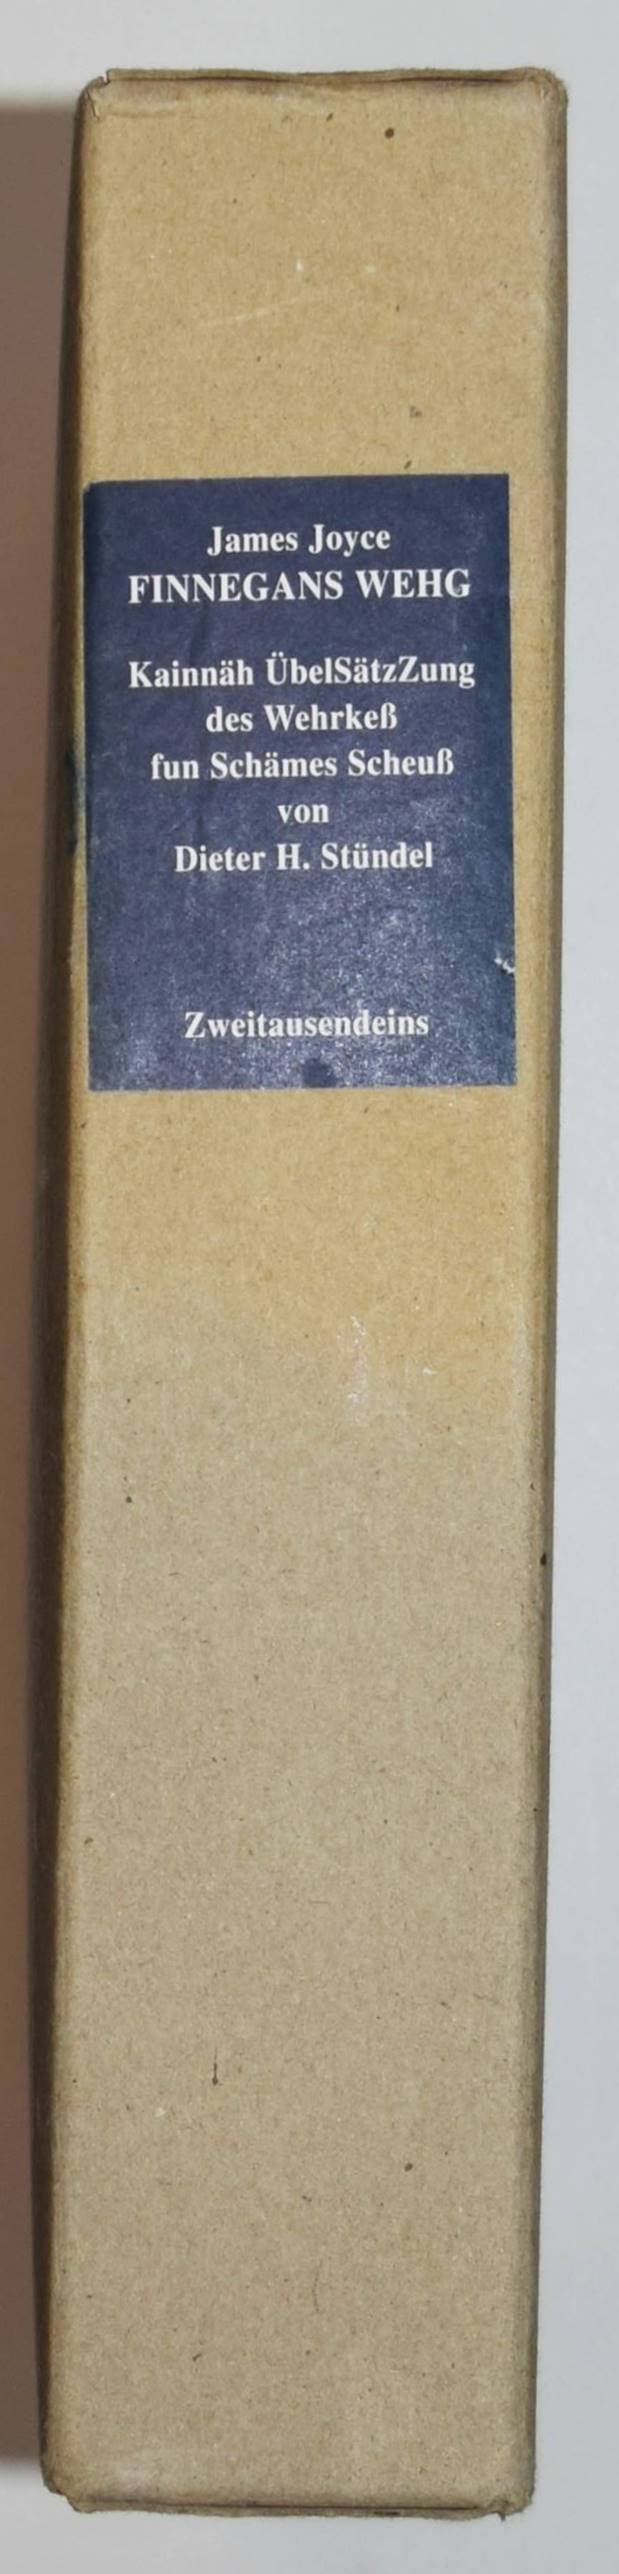 James Joyce
FINNEGANS WEHG
Kainnäh ÜbelSätzZung
des Wehrkeß
fun Schämes Scheuß
von
Dieter H. Stündel
Zweitausendeins